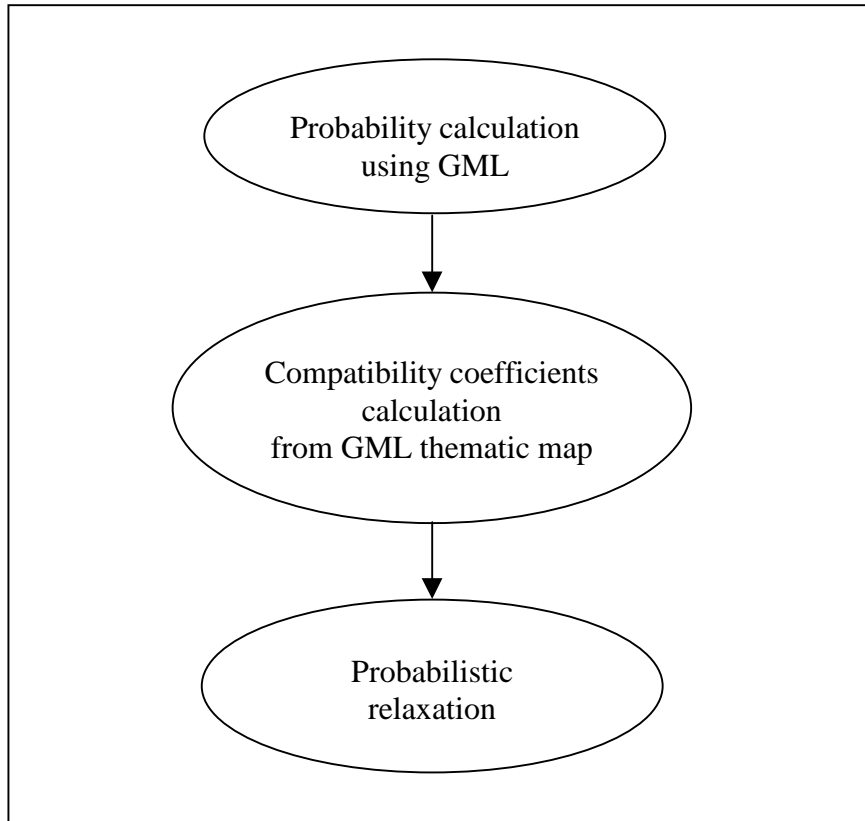 Probability calculation
using GML
Compatibility coefficients
calculation
from GML thematic map
Probabilistic
relaxation